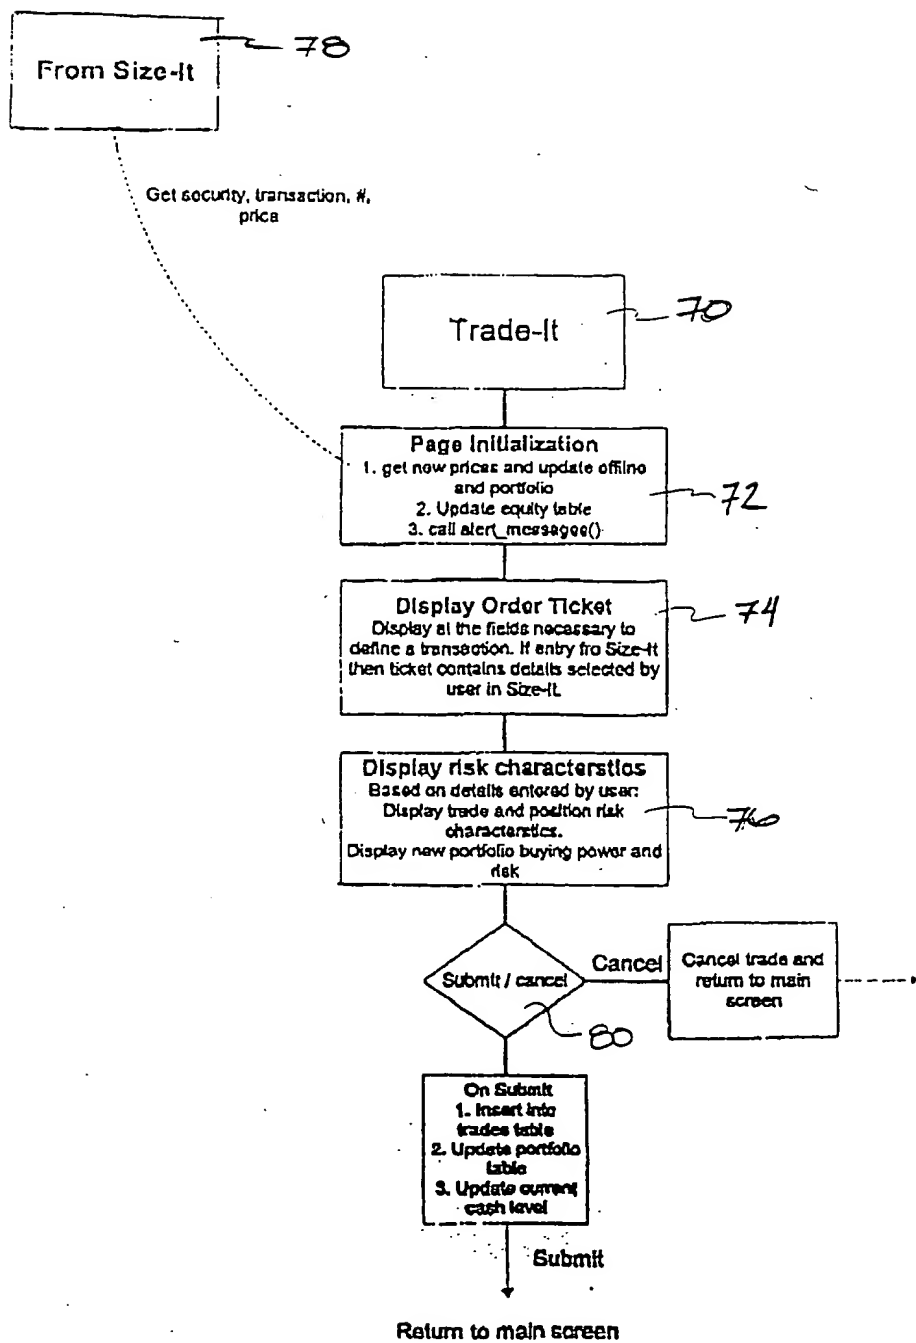 From Size-It
78
Get security, transaction, #,
price
Trade-It
70
Page Initialization
1. get now prices and update offline
and portfolio
2. Update equity table
3. call alert_messages()
72
Display Order Ticket
Display al the fields necessary to
define a transaction. If entry fro Size-It
then ticket contains details selected by
user in Size-It.
74
Display risk characterstics
Based on details entered by user:
Display trade and position risk
characterstics.
Display new portfolio buying power and
risk
76
Submit / cancel
80
Cancel
Cancel trade and
return to main
screen
On Submit
1. Insert into
trades table
2. Update portfolio
table
3. Update current
cash level
Submit
Return to main screen